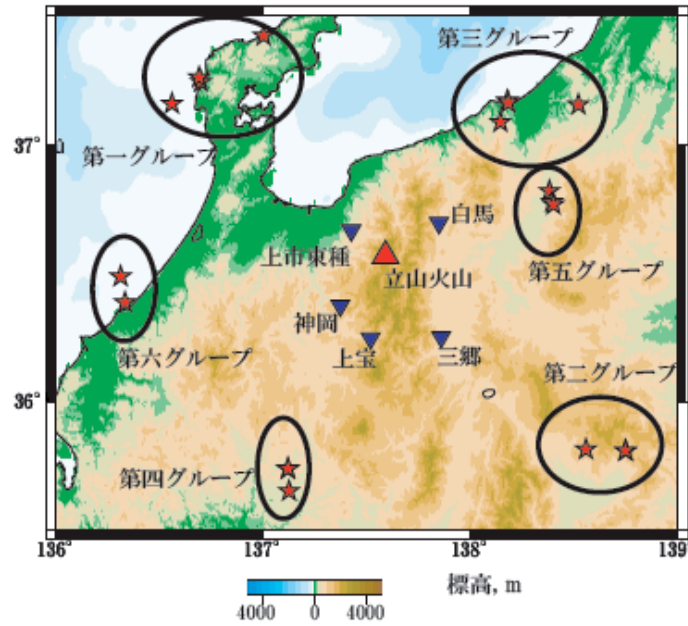 第三グループ
37°
第一グループ
白馬
上市東種
立山火山
第五グループ
神岡
第六グループ
上宝
三郷
第二グループ
36°
第四グループ
136°
137°
138°
139°
標高, m
4000
0
4000